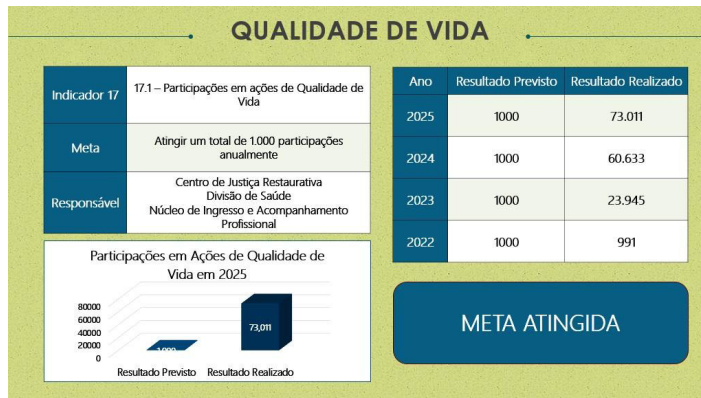 QUALIDADE DE VIDA
Indicador 17
17.1 – Participações em ações de Qualidade de
Vida
Meta
Atingir um total de 1.000 participações
anualmente
Responsável
Centro de Justiça Restaurativa
Divisão de Saúde
Núcleo de Ingresso e Acompanhamento
Profissional
Ano Resultado Previsto Resultado Realizado
2025 1000 73.011
2024 1000 60.633
2023 1000 23.945
2022 1000 991
Participações em Ações de Qualidade de
Vida em 2025
80000
60000
40000
20000
0
1,000
73,011
Resultado Previsto Resultado Realizado
META ATINGIDA